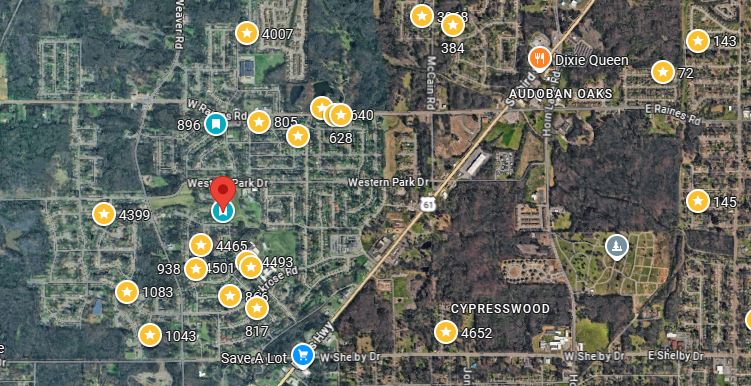 Weaver Rd
4007
384
143
Dixie Queen
72
McCain Rd
AUDOBAN OAKS
W Raines Rd
896
805
640
628
E Raines Rd
Western Park Dr
Western Park Dr
61
145
4399
4465
938
4501
4493
1083
817
CYPRESSWOOD
4652
1043
Save A Lot
W Shelby Dr
W Shelby Dr
E Shelby Dr